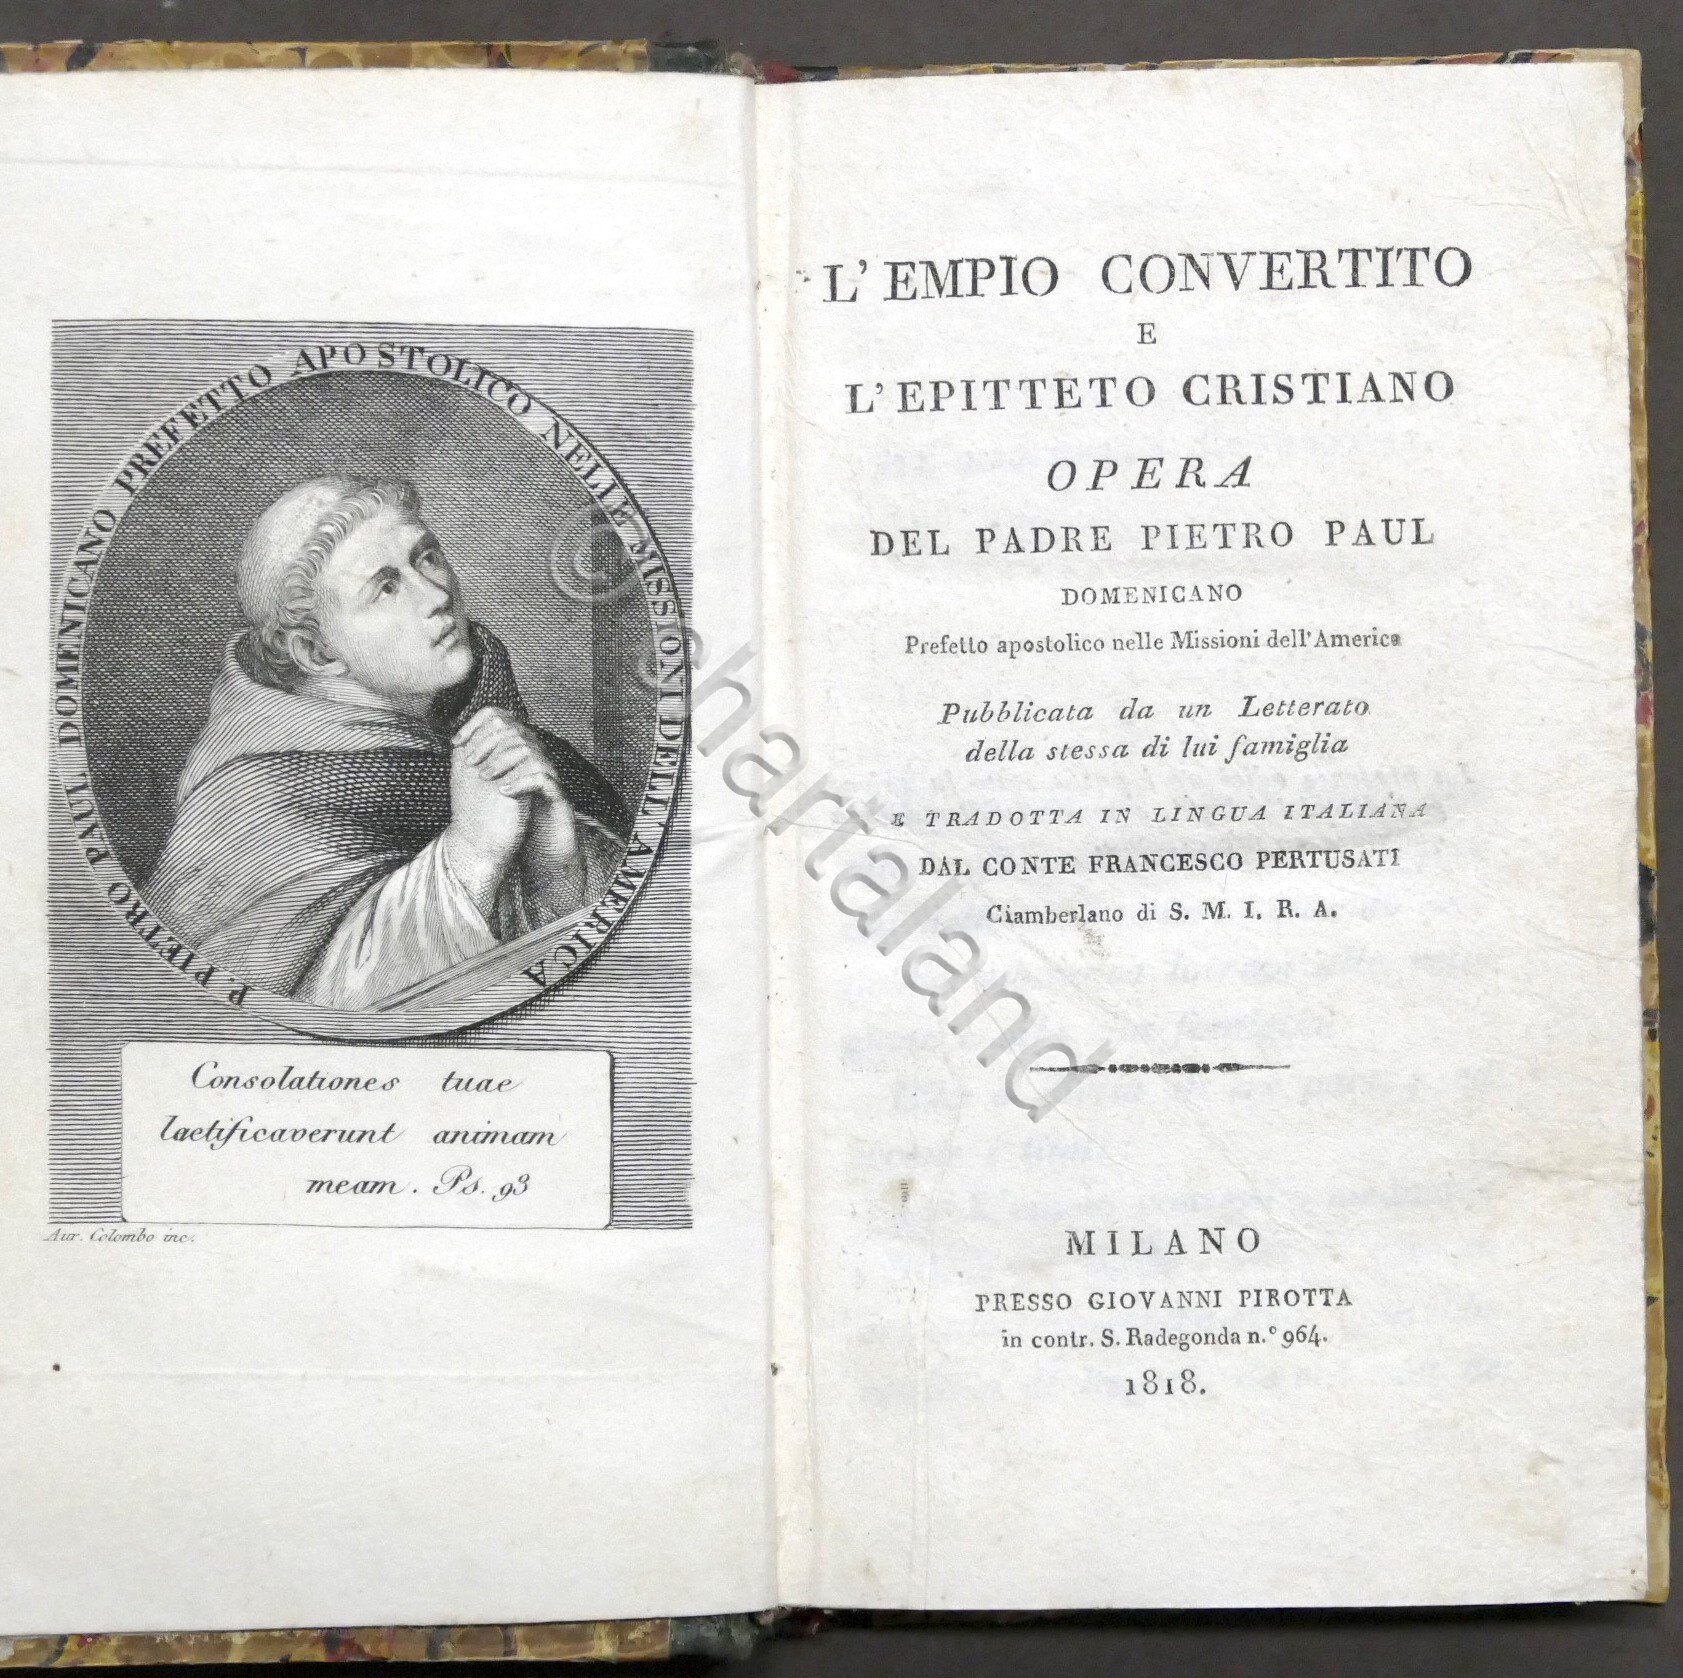 P. PIETRO PAUL DOMENICANO PREFETTO APOSTOLICO NELLE MISSIONI DELL' AMERICA
Consolationes tuae
laetificaverunt animam
meam. Ps. 93
Aur. Colombo inc.
L' EMPIO CONVERTITO
E
L' EPITTETO CRISTIANO
OPERA
DEL PADRE PIETRO PAUL
DOMENICANO
Prefetto apostolico nelle Missioni dell'America
Pubblicata da un Letterato
della stessa di lui famiglia
E TRADOTTA IN LINGUA ITALIANA
DAL CONTE FRANCESCO PERTUSATI
Ciamberlano di S. M. I. R. A.
MILANO
PRESSO GIOVANNI PIROTTA
in contr. S. Radegonda n.° 964.
1818.
© chartaland